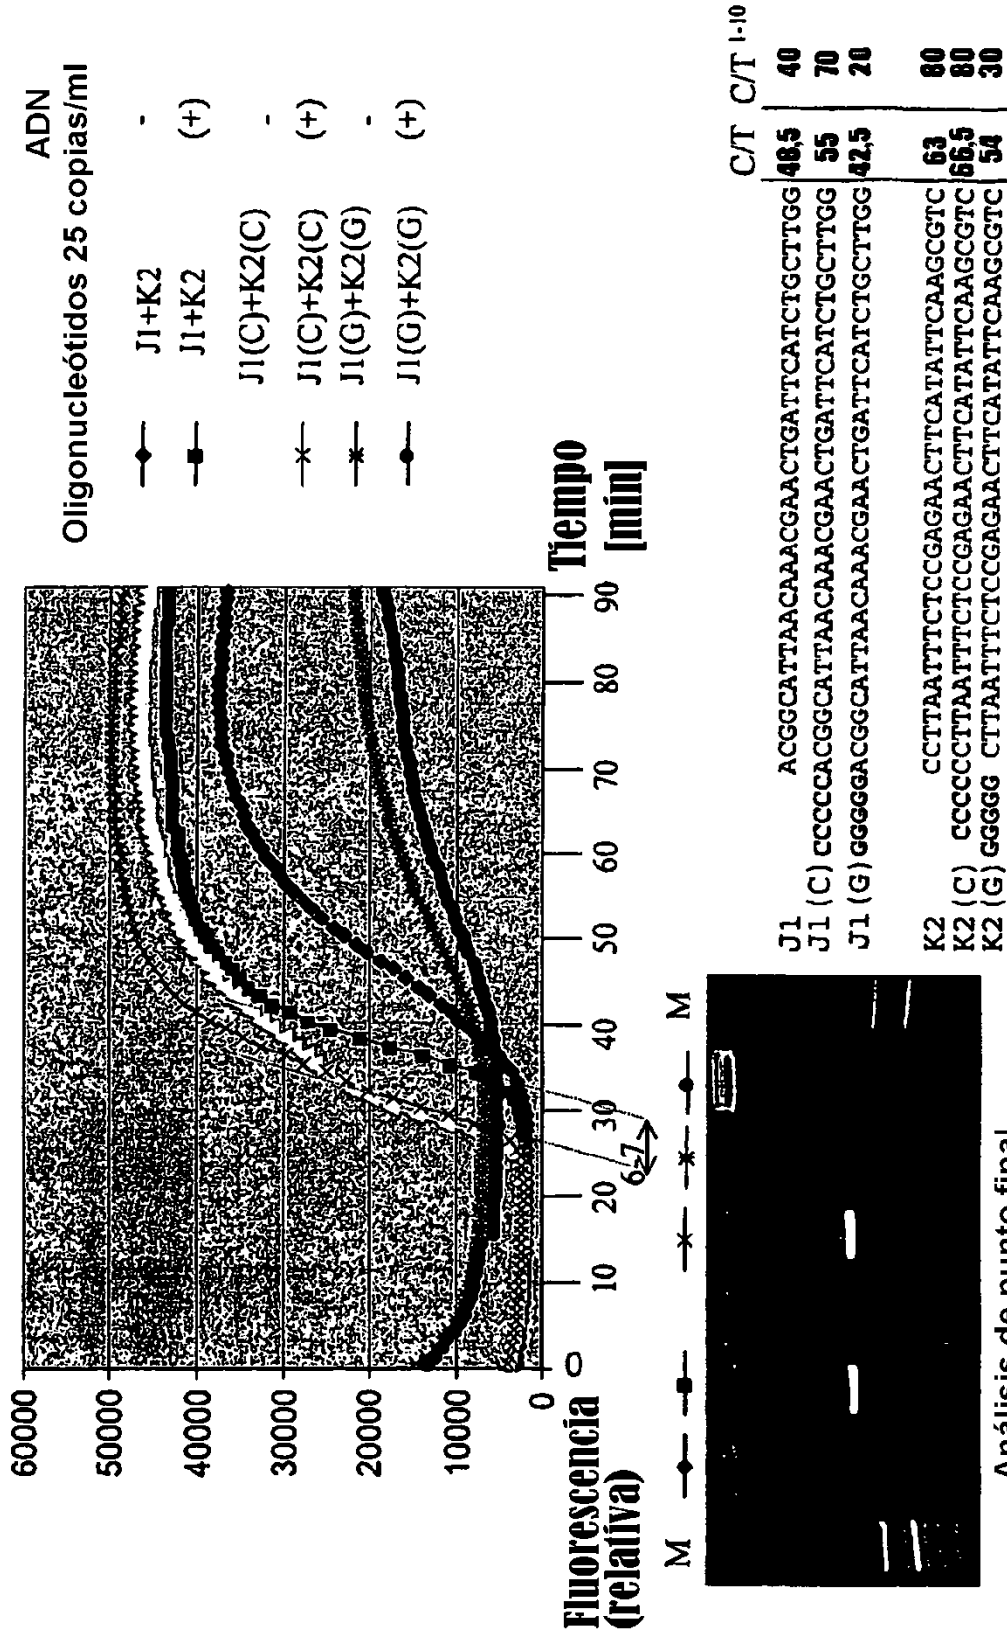 ADN
Oligonucleótidos 25 copias/ml
J1+K2 -
J1+K2 (+)
J1(C)+K2(C) -
J1(C)+K2(C) (+)
J1(G)+K2(G) -
J1(G)+K2(G) (+)
60000
50000
40000
30000
20000
10000
0
Fluorescencia
(relativa)
0 10 20 30 40 50 60 70 80 90
Tiempo
[min]
6-7
M M
Análisis de punto final
C/T C/T 1-10
J1 ACGGCATTAACAAACGAACTGATTCATCTGCTTGG 48,5 40
J1 (C) CCCCCACGGCATTAACAAACGAACTGATTCATCTGCTTGG 55 70
J1 (G) GGGGGACGGCATTAACAAACGAACTGATTCATCTGCTTGG 42,5 20
K2 CCTTAATTTCTCCGAGAACTTCATATTCAAGCGTC 63 80
K2 (C) CCCCCCTTAATTTCTCCGAGAACTTCATATTCAAGCGTC 66,5 80
K2 (G) GGGGG CTTAATTTCTCCGAGAACTTCATATTCAAGCGTC 54 30